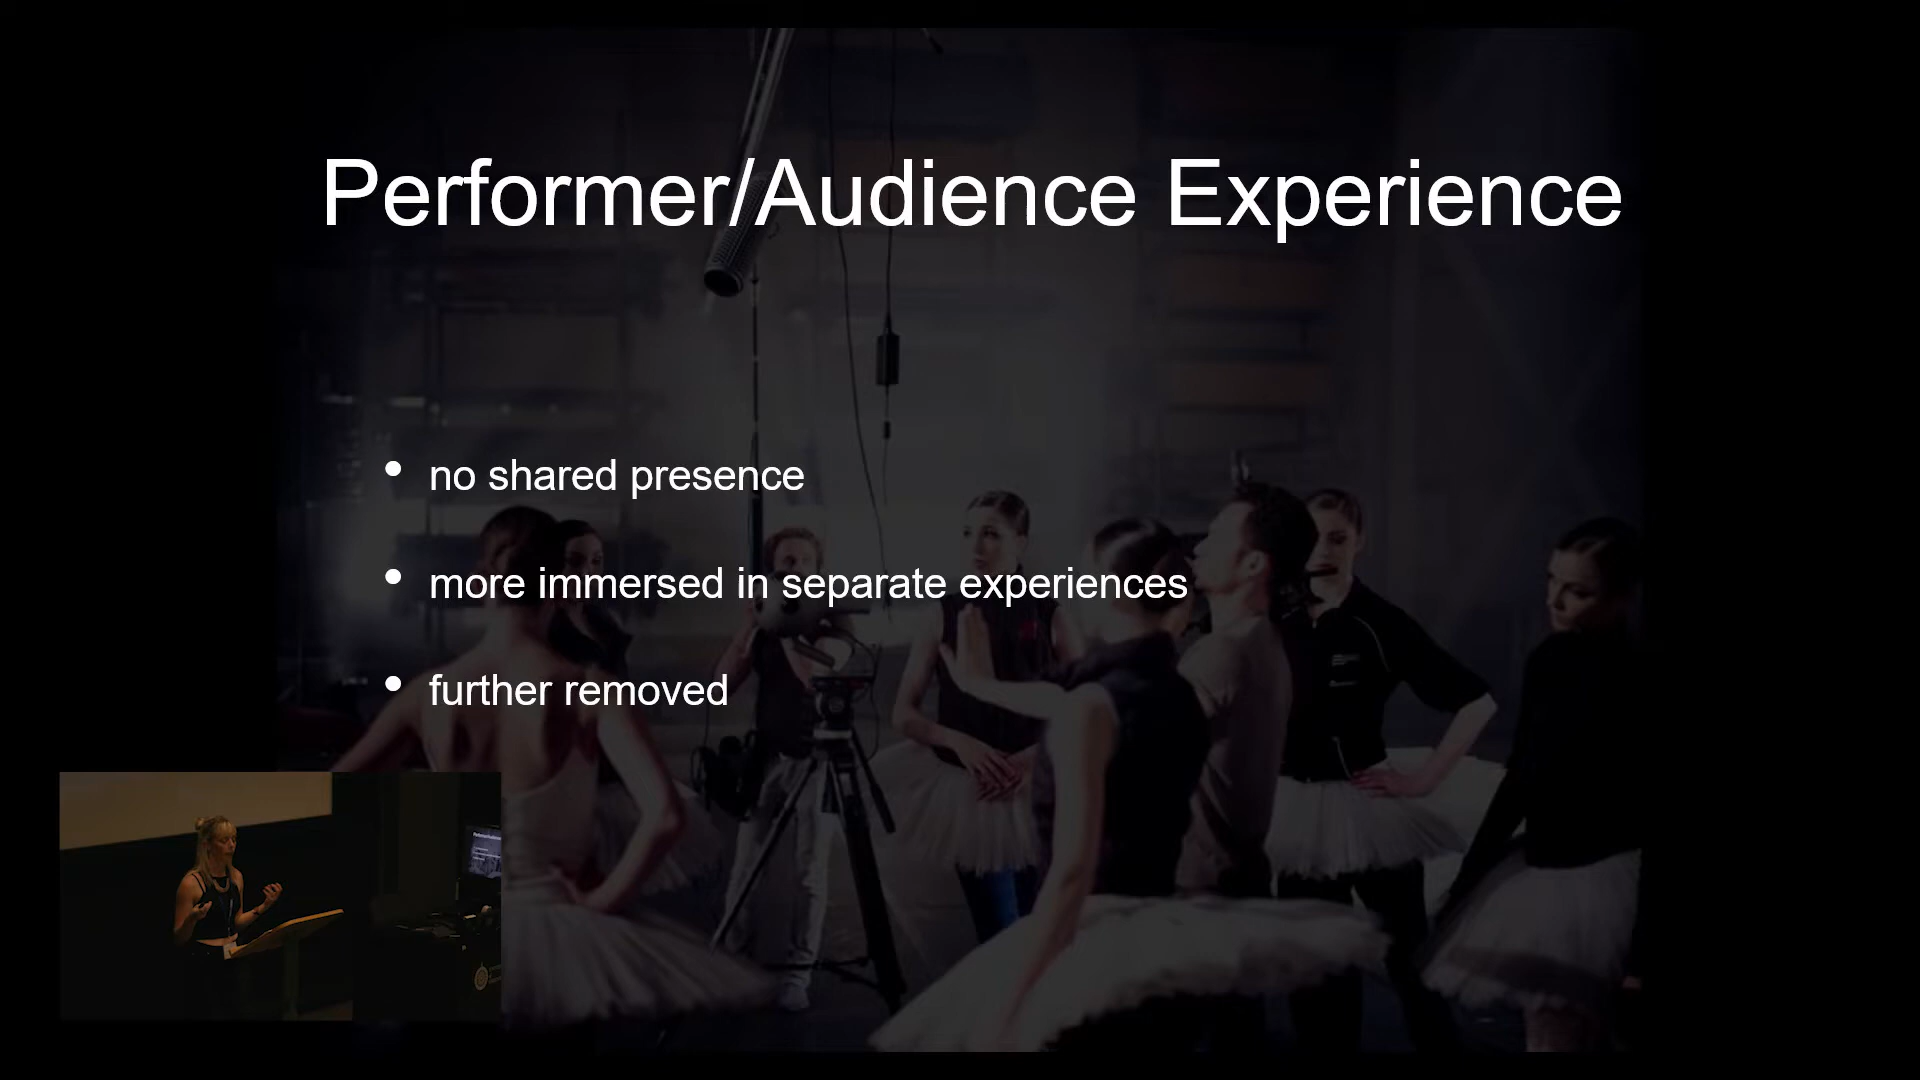 Performer/Audience Experience
• no shared presence
• more immersed in separate experiences
• further removed